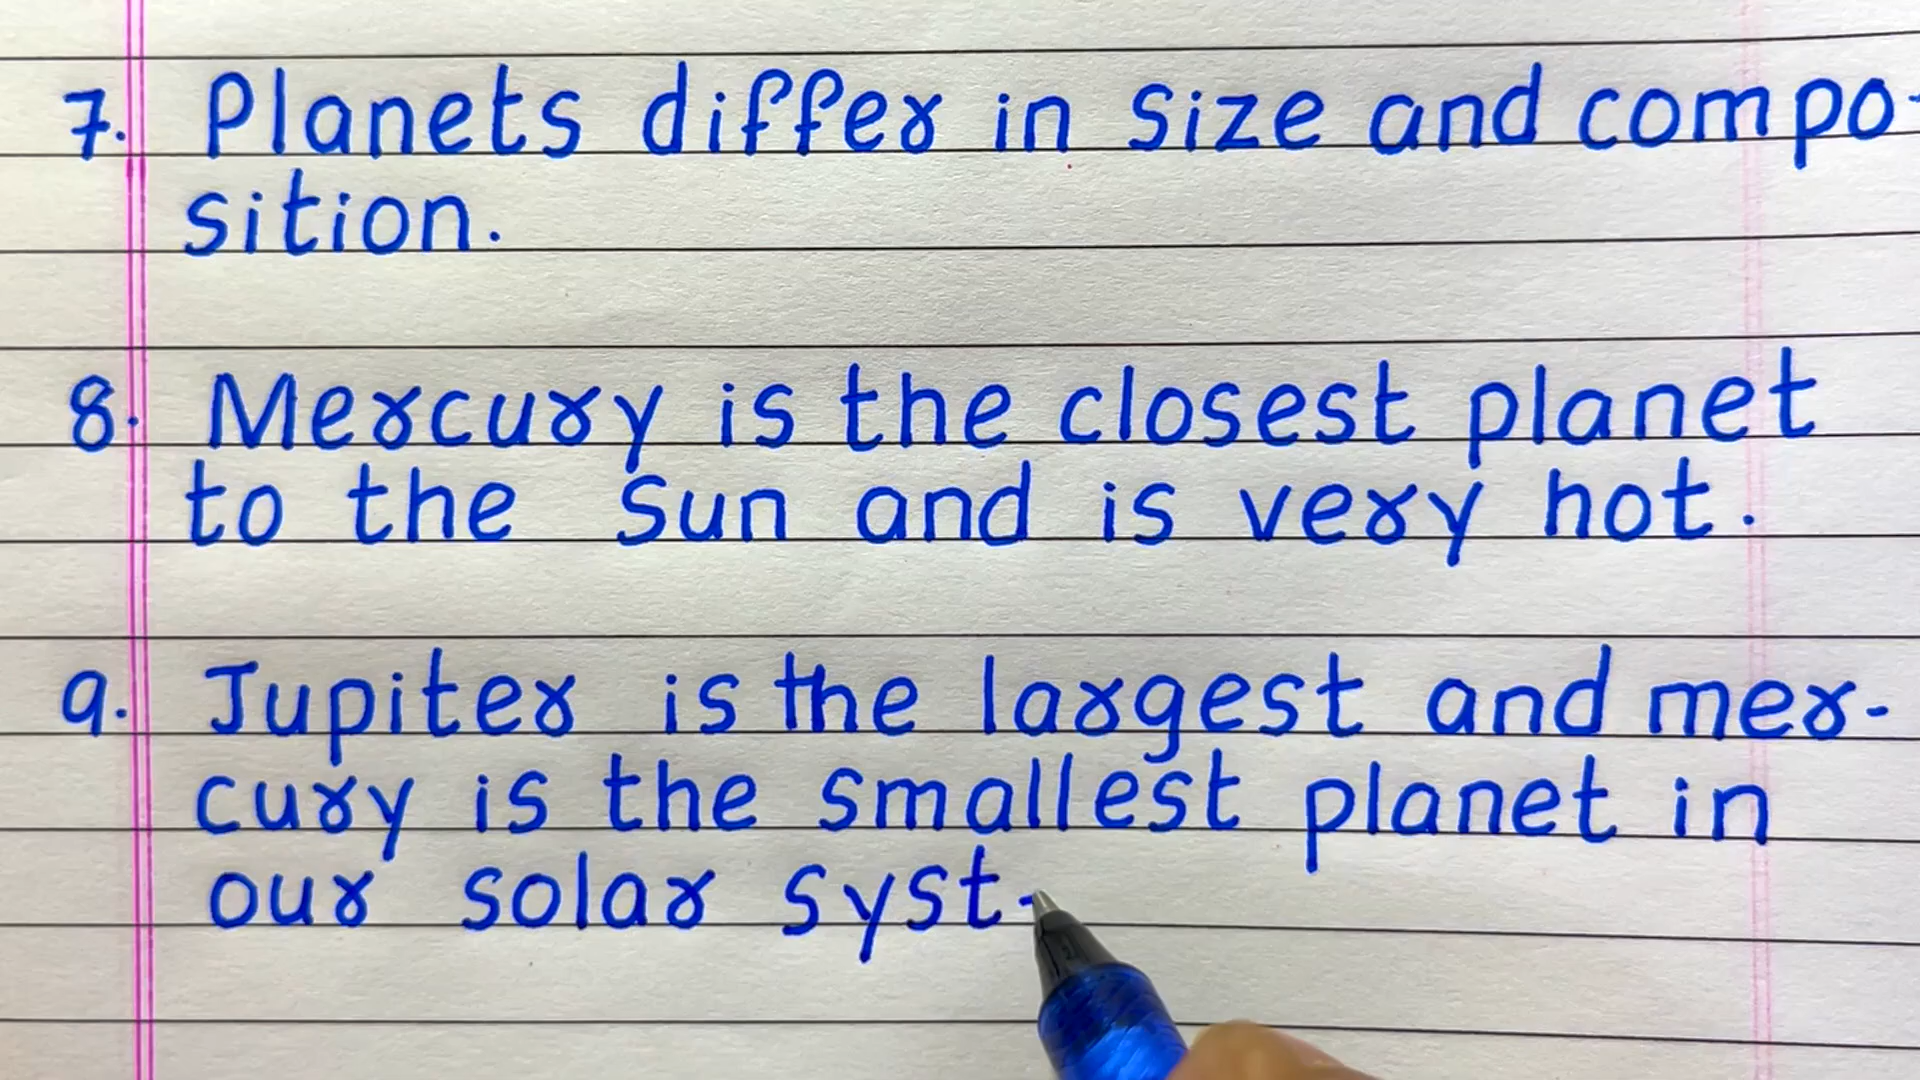 7. Planets differ in size and compo-
sition.
8. Mercury is the closest planet
to the Sun and is very hot.
9. Jupiter is the largest and mer-
cury is the smallest planet in
our solar syst